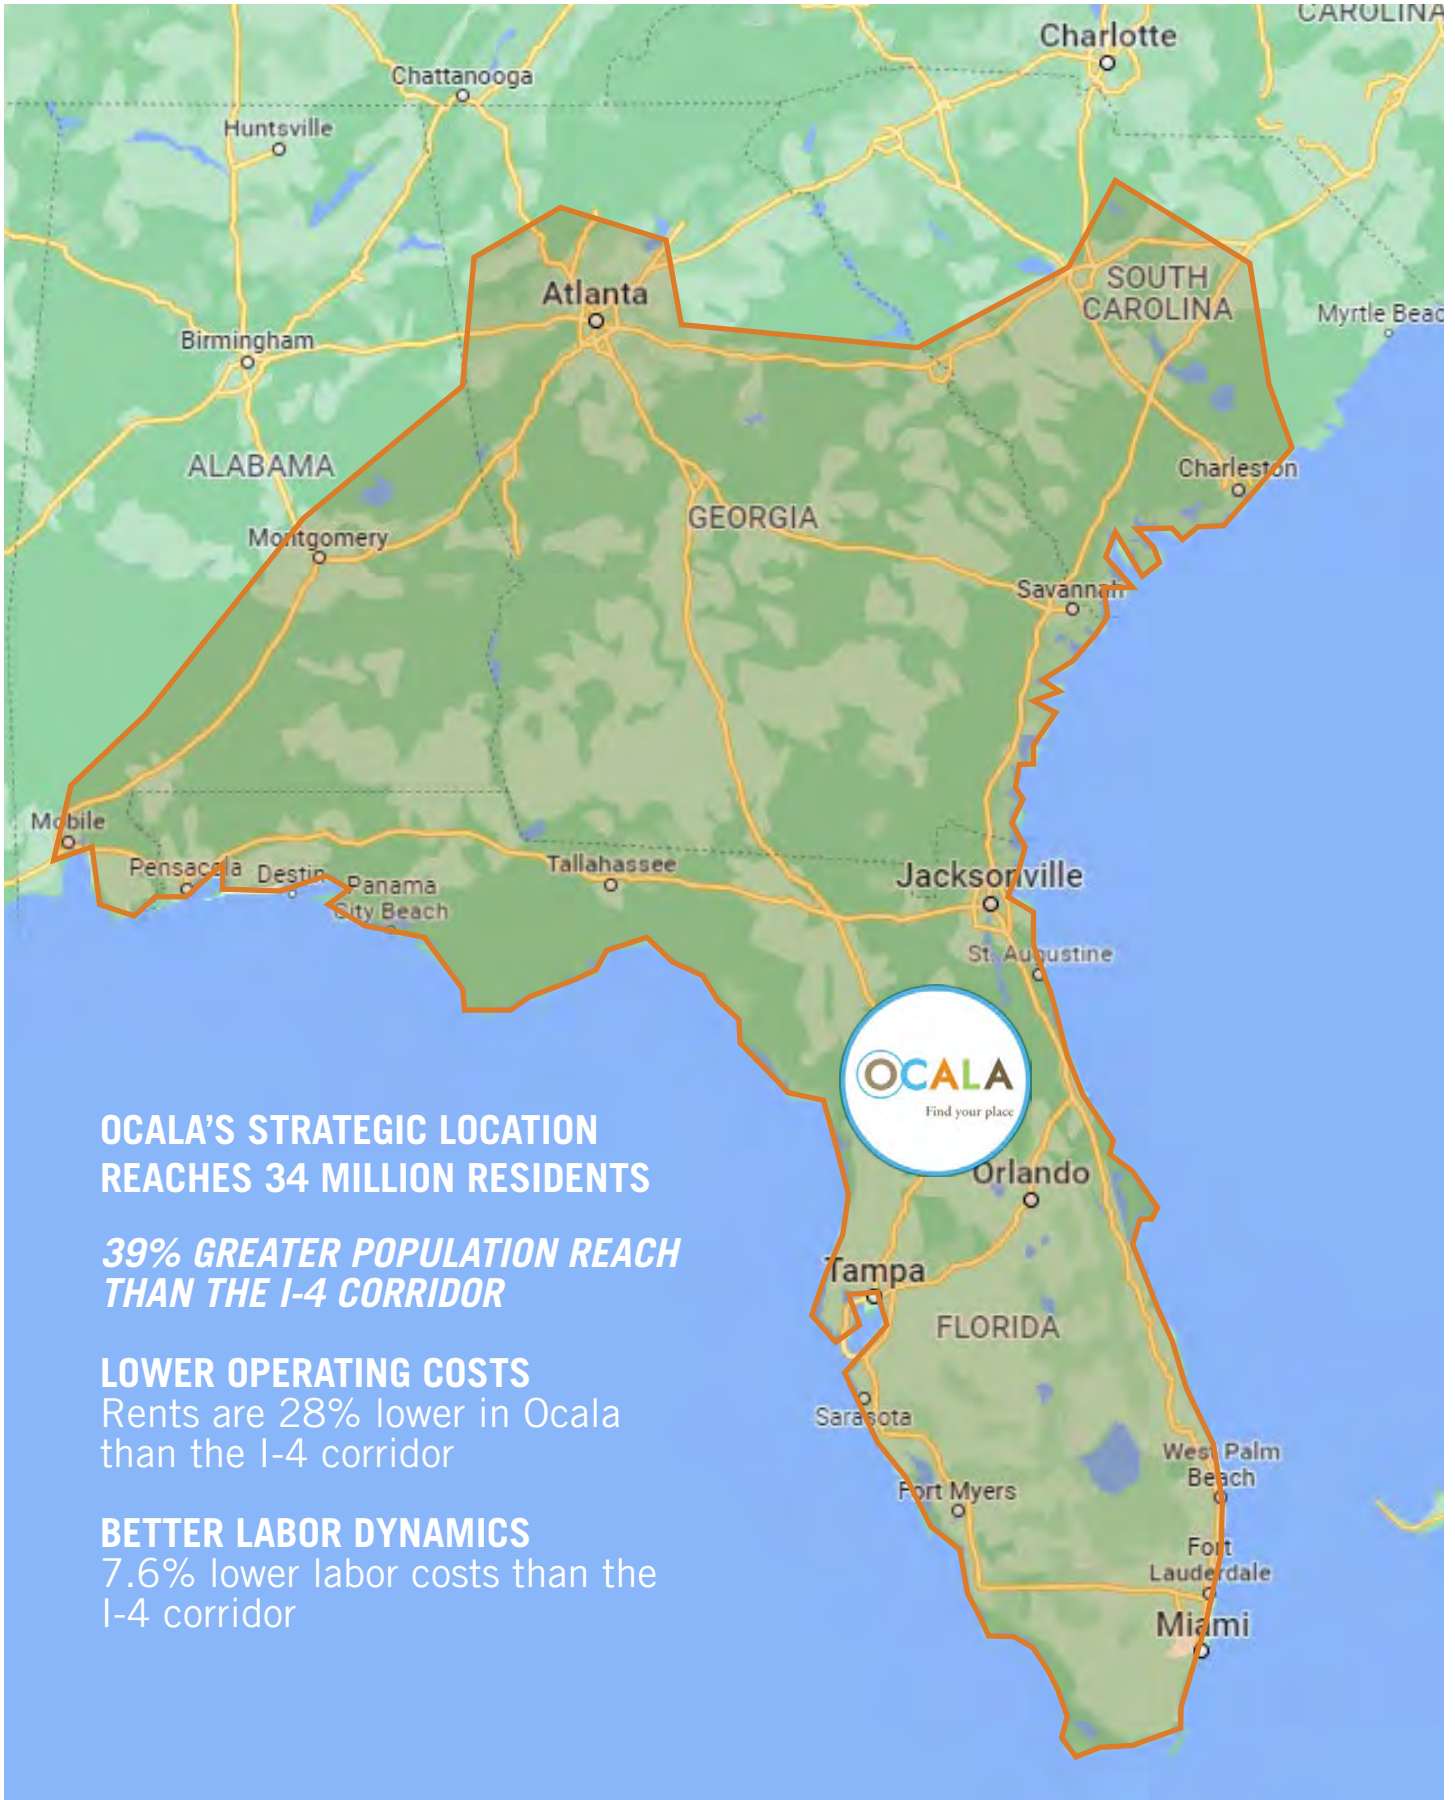 CAROLINA
Charlotte
Chattanooga
Huntsville
Atlanta
SOUTH
CAROLINA
Myrtle Beac
Birmingham
ALABAMA
Charleston
GEORGIA
Montgomery
Savannah
Mobile
Pensacola
Destin
Panama
City Beach
Tallahassee
Jacksonville
St. Augustine
OCALA
Find your place
OCALA'S STRATEGIC LOCATION
REACHES 34 MILLION RESIDENTS
39% GREATER POPULATION REACH
THAN THE I-4 CORRIDOR
LOWER OPERATING COSTS
Rents are 28% lower in Ocala
than the I-4 corridor
BETTER LABOR DYNAMICS
7.6% lower labor costs than the
I-4 corridor
Orlando
Tampa
FLORIDA
Sarasota
West Palm
Beach
Fort Myers
Fort
Lauderdale
Miami